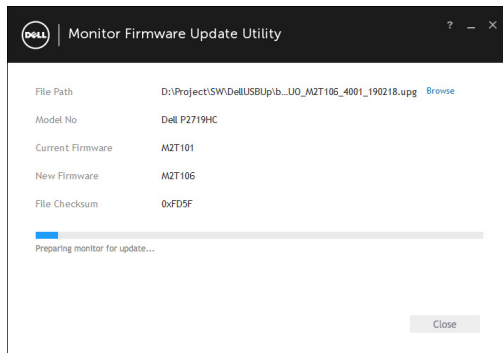 DELL Monitor Firmware Update Utility ? _ ×
File Path D:\Project\SW\DellUSBUp\b...UO_M2T106_4001_190218.upg Browse
Model No Dell P2719HC
Current Firmware M2T101
New Firmware M2T106
File Checksum 0xFD5F
Preparing monitor for update...
Close